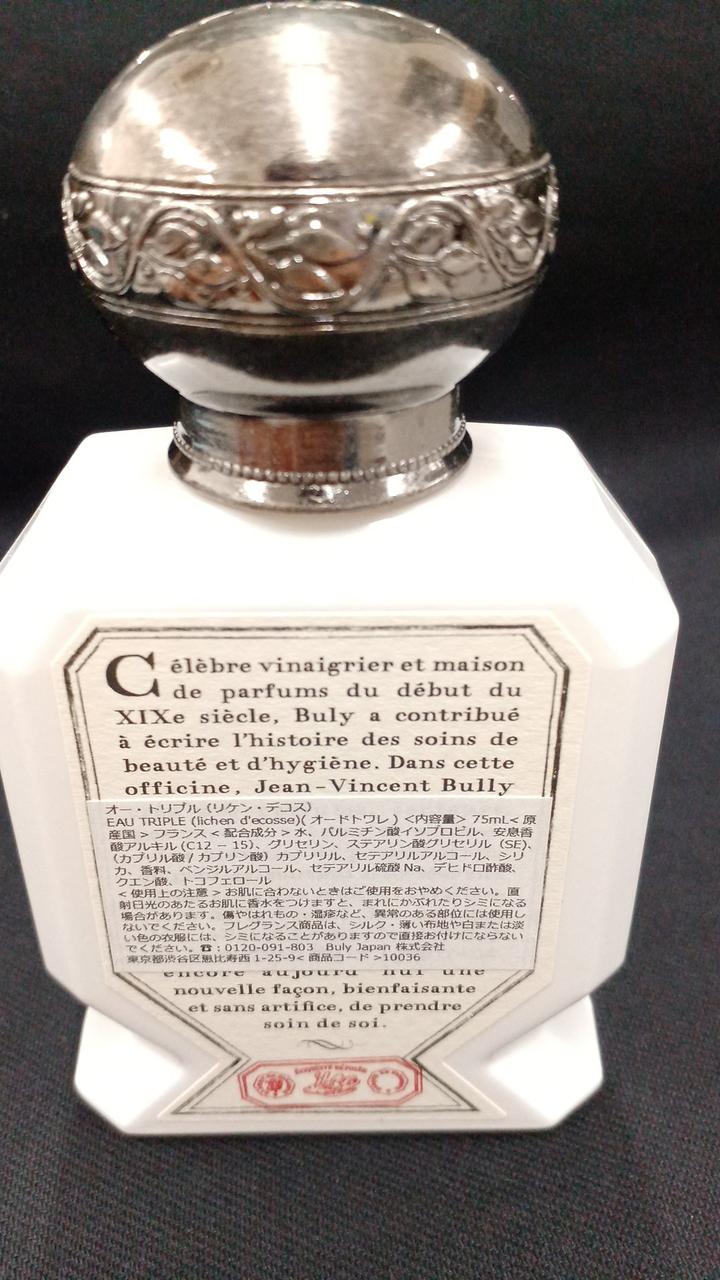 Célèbre vinaigrier et maison
de parfums du début du
XIXe siècle, Buly a contribué
à écrire l'histoire des soins de
beauté et d'hygiène. Dans cette
officine, Jean-Vincent Bully
オー・トリプル (リケン・デコス)
EAU TRIPLE (lichen d'ecosse)( オードトワレ ) <内容量> 75mL< 原
産国 > フランス < 配合成分 > 水、パルミチン酸イソプロピル、安息香
酸アルキル (C12 – 15)、グリセリン、ステアリン酸グリセリル (SE)、
(カプリル酸 / カプリン酸) カプリリル、セテアリルアルコール、シリ
カ、香料、ベンジルアルコール、セテアリル硫酸 Na、デヒドロ酢酸、
クエン酸、トコフェロール
< 使用上の注意 > お肌に合わないときはご使用をおやめください。直
射日光のあたるお肌に香水をつけますと、まれにかぶれたりシミになる
場合があります。傷やはれもの・湿疹など、異常のある部位には使用し
ないでください。フレグランス商品は、シルク・薄い布地や白または淡
い色の衣服には、シミになることがありますので直接お付けにならない
でください。☎ : 0120-091-803 Buly Japan 株式会社
東京都渋谷区恵比寿西 1-25-9< 商品コード >10036
encore aujourd'hui une
nouvelle façon, bienfaisante
et sans artifice, de prendre
soin de soi.